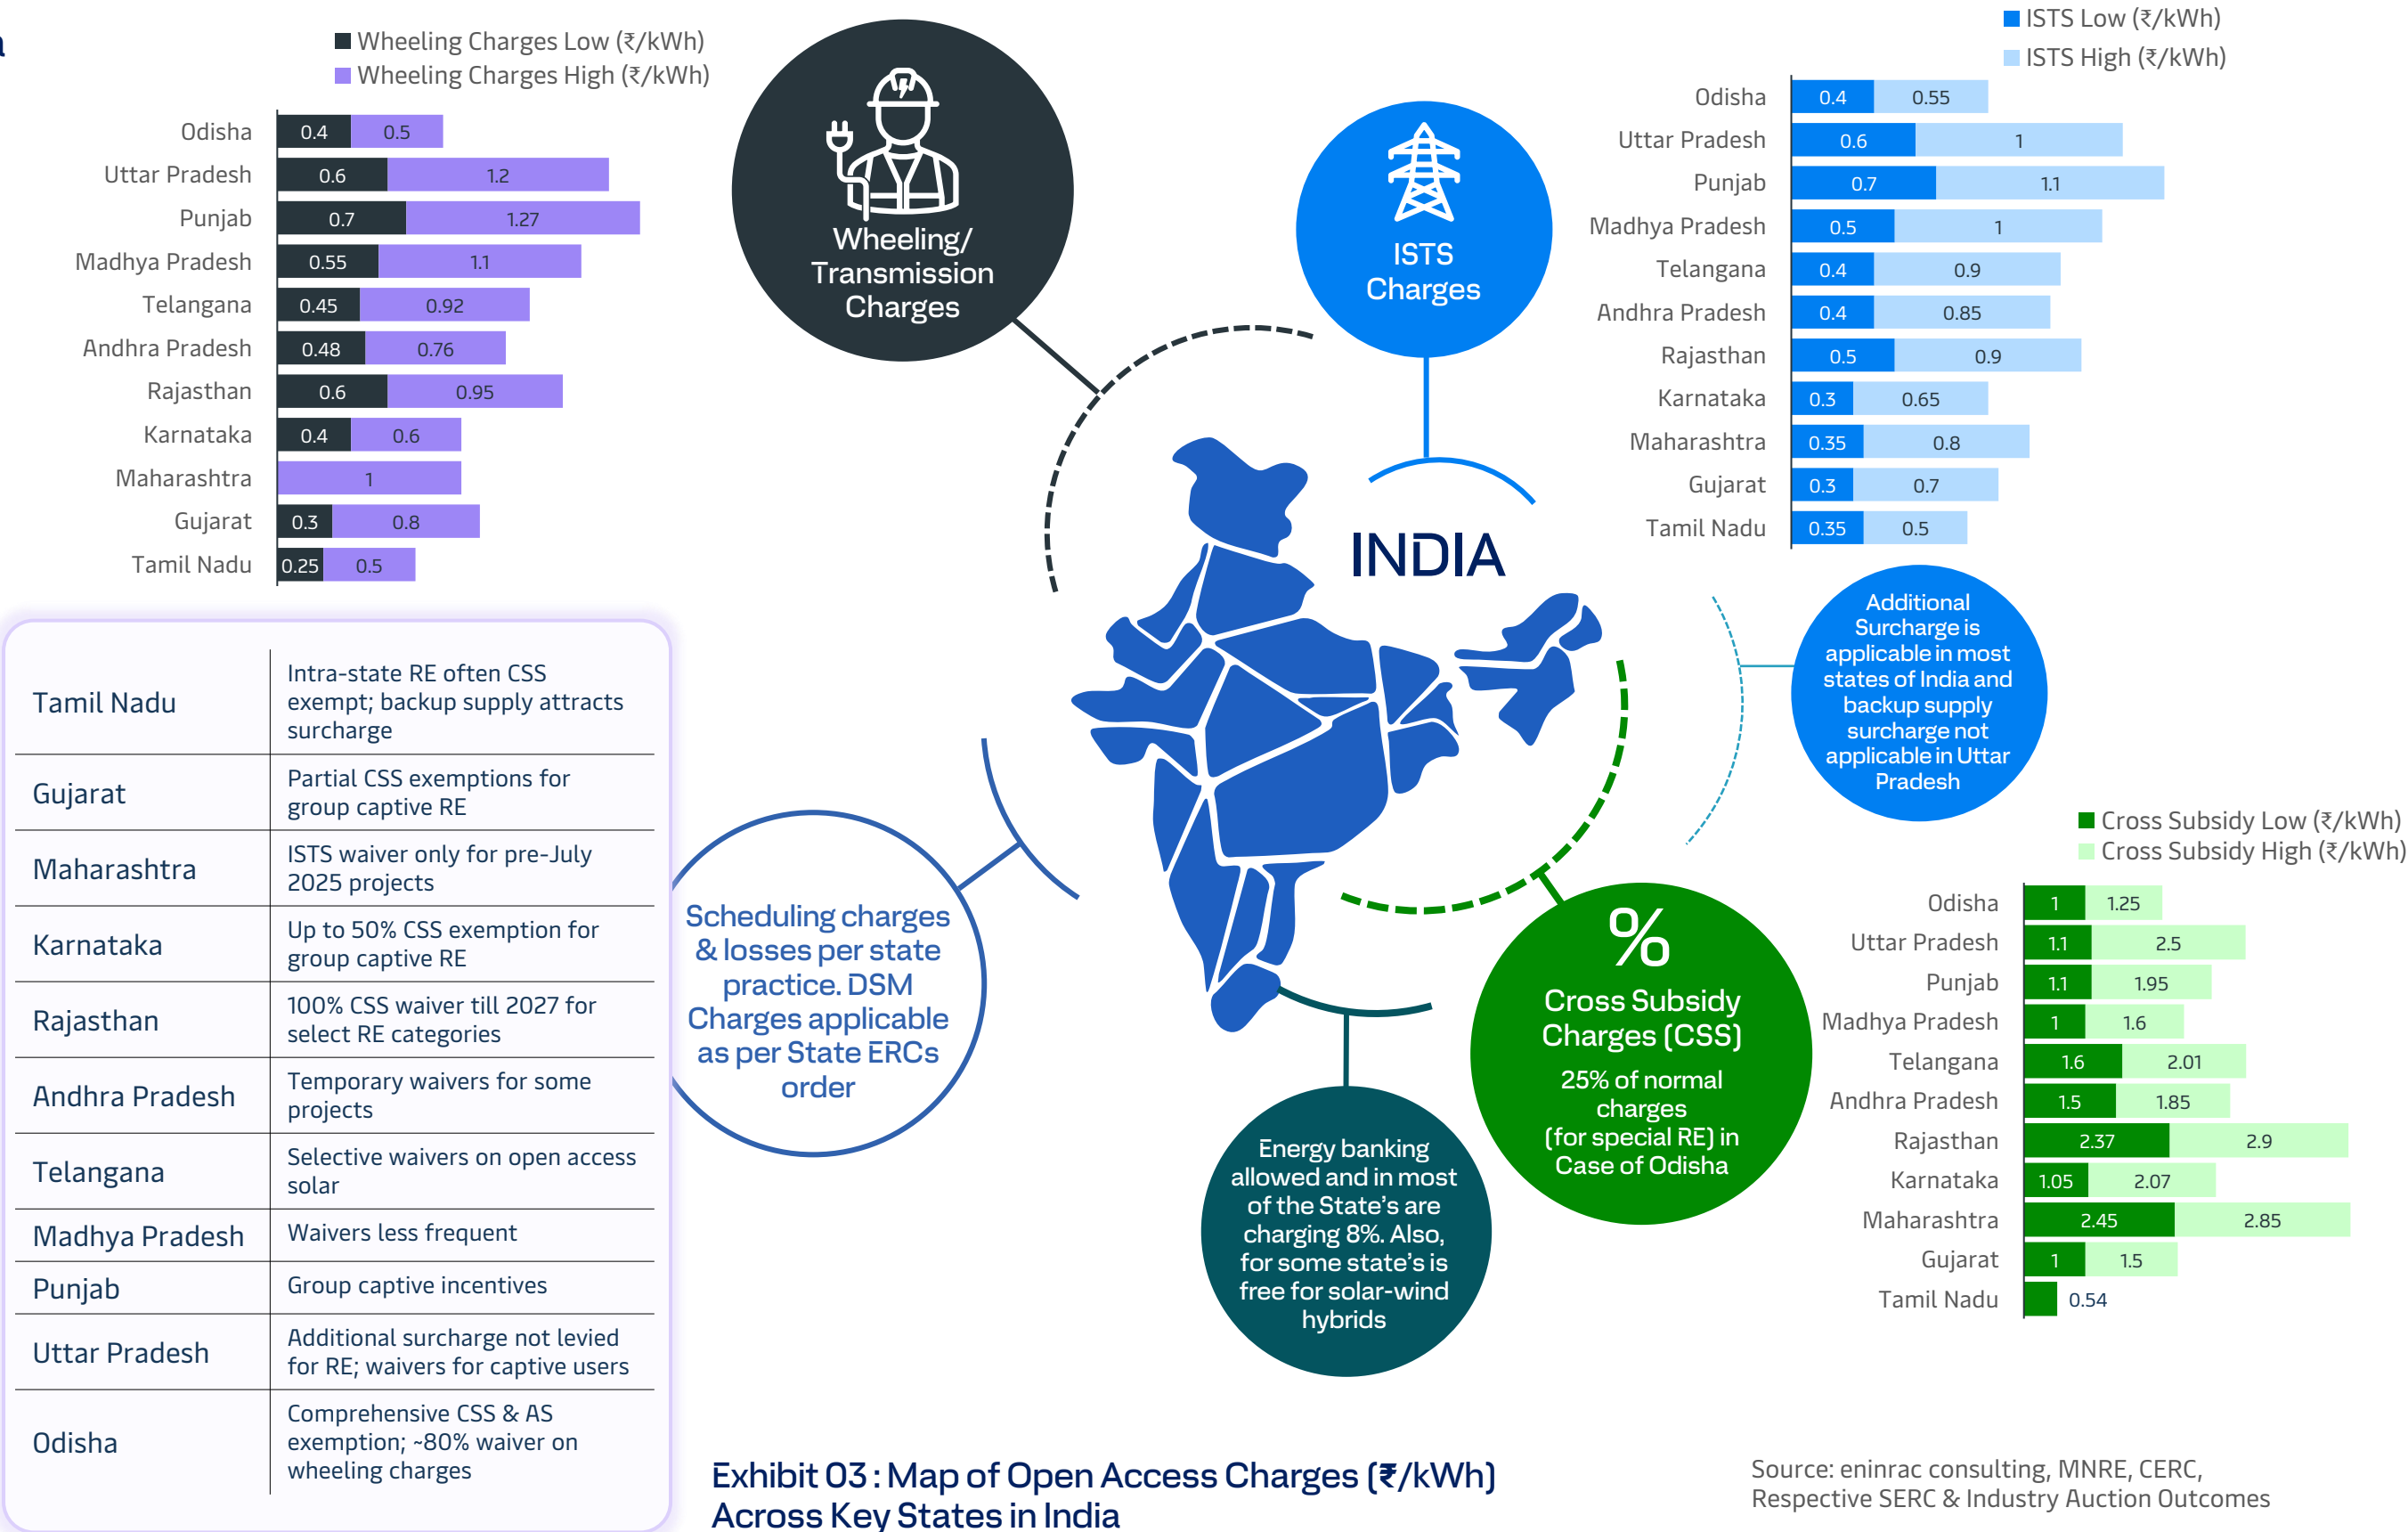 a
Wheeling Charges Low (₹/kWh)
Wheeling Charges High (₹/kWh)
Odisha 0.4 0.5
Uttar Pradesh 0.6 1.2
Punjab 0.7 1.27
Madhya Pradesh 0.55 1.1
Telangana 0.45 0.92
Andhra Pradesh 0.48 0.76
Rajasthan 0.6 0.95
Karnataka 0.4 0.6
Maharashtra 1
Gujarat 0.3 0.8
Tamil Nadu 0.25 0.5
Wheeling/
Transmission
Charges
ISTS
Charges
ISTS Low (₹/kWh)
ISTS High (₹/kWh)
Odisha 0.4 0.55
Uttar Pradesh 0.6 1
Punjab 0.7 1.1
Madhya Pradesh 0.5 1
Telangana 0.4 0.9
Andhra Pradesh 0.4 0.85
Rajasthan 0.5 0.9
Karnataka 0.3 0.65
Maharashtra 0.35 0.8
Gujarat 0.3 0.7
Tamil Nadu 0.35 0.5
INDIA
Additional
Surcharge is
applicable in most
states of India and
backup supply
surcharge not
applicable in Uttar
Pradesh
Tamil Nadu
Intra-state RE often CSS
exempt; backup supply attracts
surcharge
Gujarat
Partial CSS exemptions for
group captive RE
Maharashtra
ISTS waiver only for pre-July
2025 projects
Karnataka
Up to 50% CSS exemption for
group captive RE
Rajasthan
100% CSS waiver till 2027 for
select RE categories
Andhra Pradesh
Temporary waivers for some
projects
Telangana
Selective waivers on open access
solar
Madhya Pradesh
Waivers less frequent
Punjab
Group captive incentives
Uttar Pradesh
Additional surcharge not levied
for RE; waivers for captive users
Odisha
Comprehensive CSS & AS
exemption; ~80% waiver on
wheeling charges
Scheduling charges
& losses per state
practice. DSM
Charges applicable
as per State ERCs
order
Energy banking
allowed and in most
of the State's are
charging 8%. Also,
for some state's is
free for solar-wind
hybrids
%
Cross Subsidy
Charges (CSS)
25% of normal
charges
(for special RE) in
Case of Odisha
Cross Subsidy Low (₹/kWh)
Cross Subsidy High (₹/kWh)
Odisha 1 1.25
Uttar Pradesh 1.1 2.5
Punjab 1.1 1.95
Madhya Pradesh 1 1.6
Telangana 1.6 2.01
Andhra Pradesh 1.5 1.85
Rajasthan 2.37 2.9
Karnataka 1.05 2.07
Maharashtra 2.45 2.85
Gujarat 1 1.5
Tamil Nadu 0.54
Exhibit 03 : Map of Open Access Charges (₹/kWh)
Across Key States in India
Source: eninrac consulting, MNRE, CERC,
Respective SERC & Industry Auction Outcomes